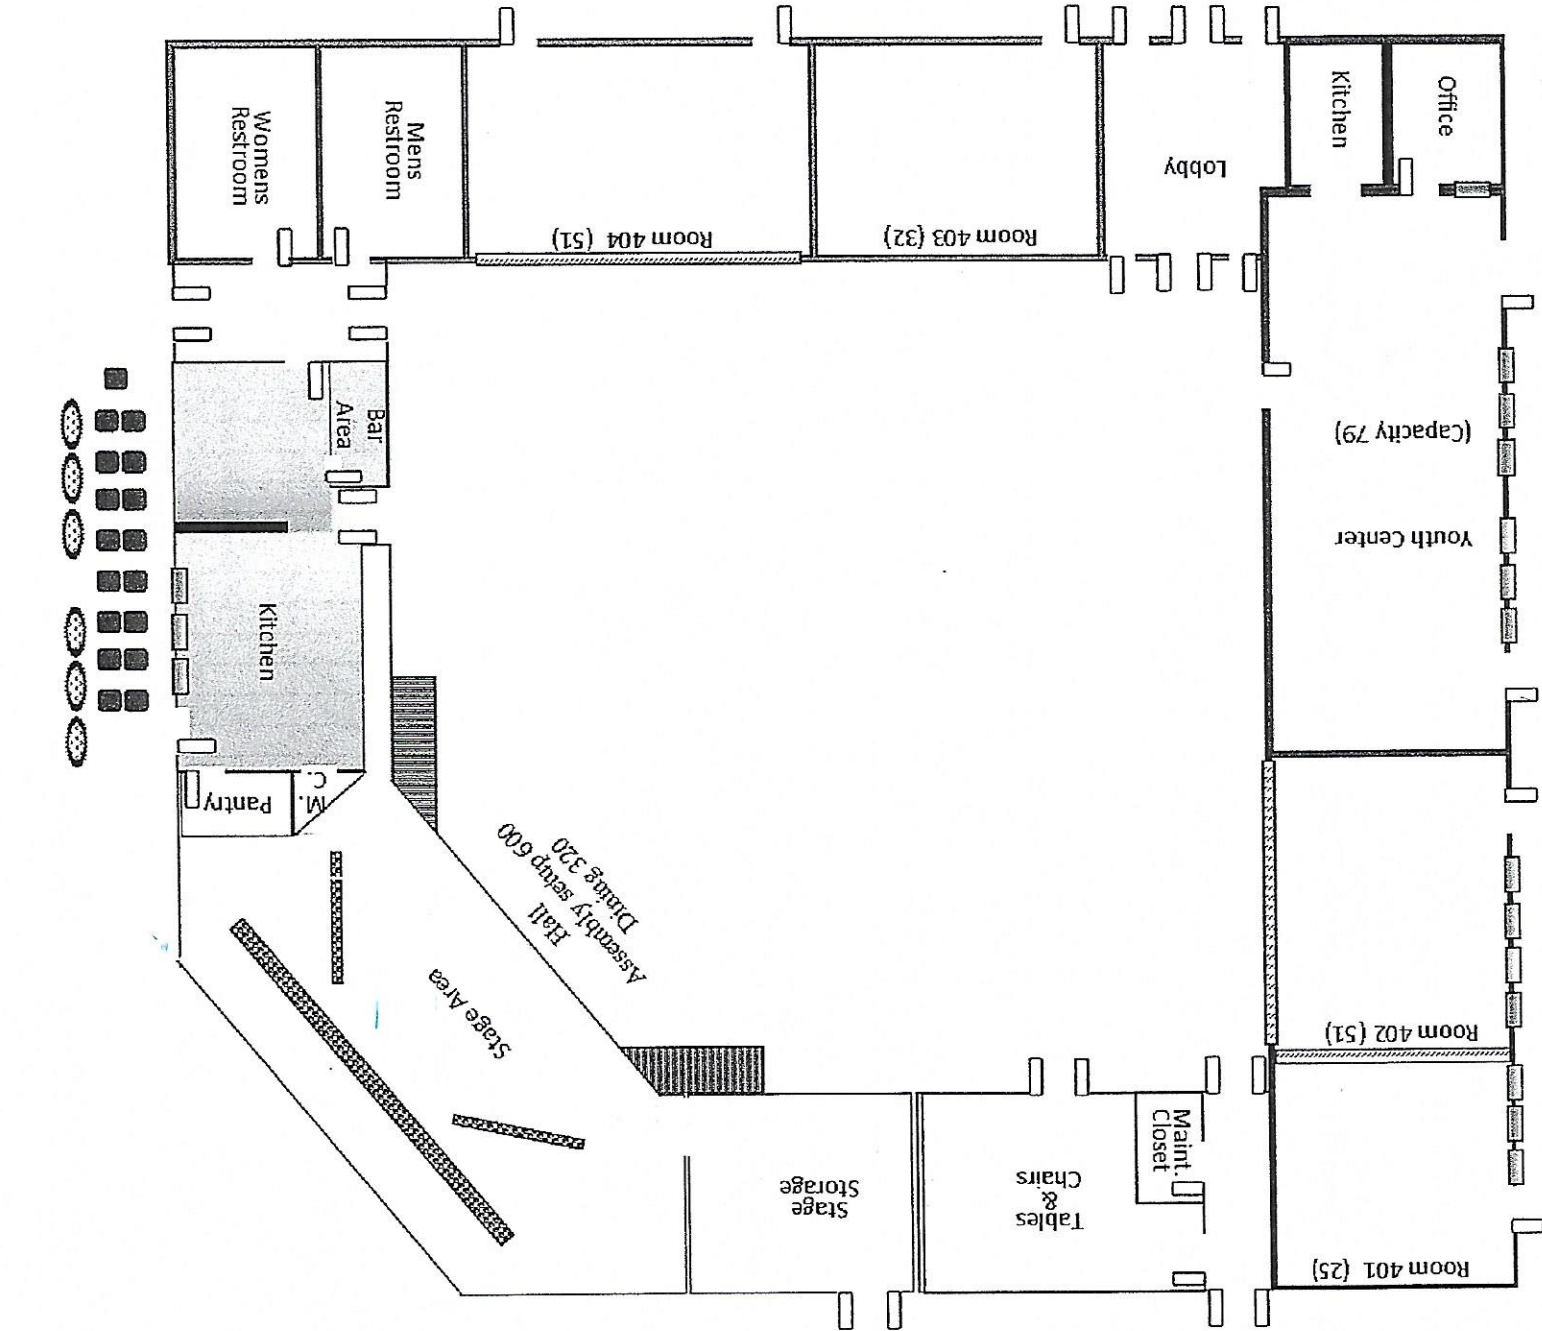 Womens
Restroom
Mens
Restroom
Room 404 (51)
Room 403 (32)
Lobby
Kitchen
Office
Bar
Area
(Capacity 79)
Youth Center
Kitchen
Pantry
M.
C.
Hall
Assembly setup 600
Dining 320
Stage Area
Room 402 (51)
Stage
Storage
Tables
&
Chairs
Maint.
Closet
Room 401 (25)